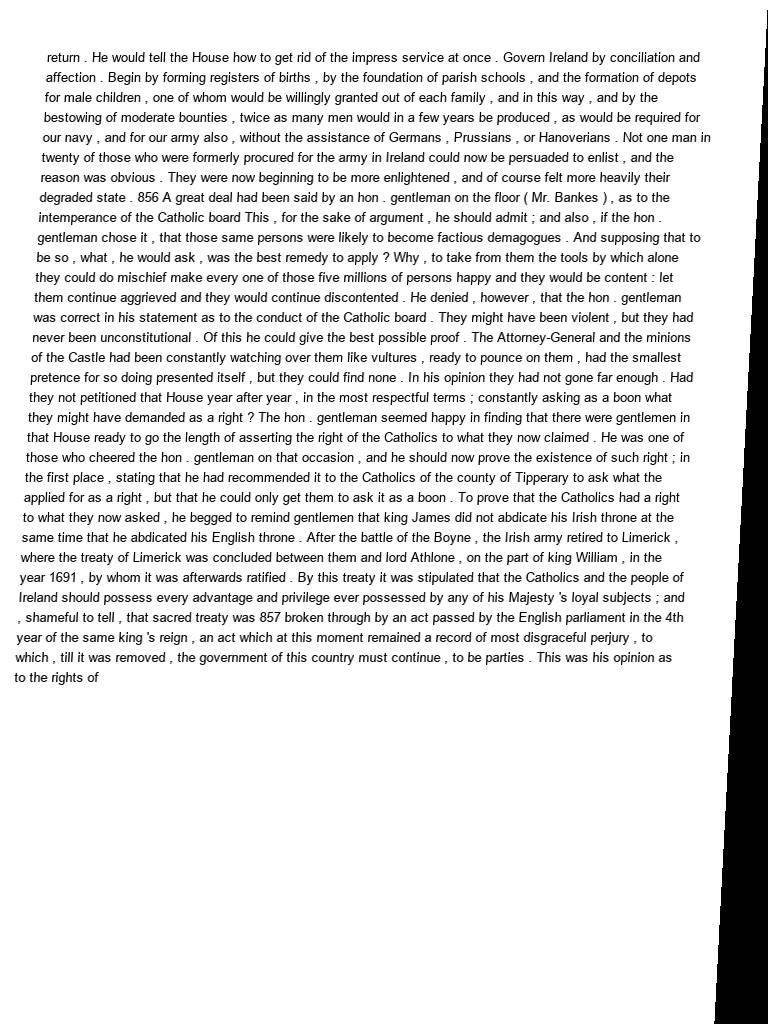 return . He would tell the House how to get rid of the impress service at once . Govern Ireland by conciliation and
affection . Begin by forming registers of births , by the foundation of parish schools , and the formation of depots
for male children , one of whom would be willingly granted out of each family , and in this way , and by the
bestowing of moderate bounties , twice as many men would in a few years be produced , as would be required for
our navy , and for our army also , without the assistance of Germans , Prussians , or Hanoverians . Not one man in
twenty of those who were formerly procured for the army in Ireland could now be persuaded to enlist , and the
reason was obvious . They were now beginning to be more enlightened , and of course felt more heavily their
degraded state . 856 A great deal had been said by an hon . gentleman on the floor ( Mr. Bankes ) , as to the
intemperance of the Catholic board This , for the sake of argument , he should admit ; and also , if the hon .
gentleman chose it , that those same persons were likely to become factious demagogues . And supposing that to
be so , what , he would ask , was the best remedy to apply ? Why , to take from them the tools by which alone
they could do mischief make every one of those five millions of persons happy and they would be content : let
them continue aggrieved and they would continue discontented . He denied , however , that the hon . gentleman
was correct in his statement as to the conduct of the Catholic board . They might have been violent , but they had
never been unconstitutional . Of this he could give the best possible proof . The Attorney-General and the minions
of the Castle had been constantly watching over them like vultures , ready to pounce on them , had the smallest
pretence for so doing presented itself , but they could find none . In his opinion they had not gone far enough . Had
they not petitioned that House year after year , in the most respectful terms ; constantly asking as a boon what
they might have demanded as a right ? The hon . gentleman seemed happy in finding that there were gentlemen in
that House ready to go the length of asserting the right of the Catholics to what they now claimed . He was one of
those who cheered the hon . gentleman on that occasion , and he should now prove the existence of such right ; in
the first place , stating that he had recommended it to the Catholics of the county of Tipperary to ask what the
applied for as a right , but that he could only get them to ask it as a boon . To prove that the Catholics had a right
to what they now asked , he begged to remind gentlemen that king James did not abdicate his Irish throne at the
same time that he abdicated his English throne . After the battle of the Boyne , the Irish army retired to Limerick ,
where the treaty of Limerick was concluded between them and lord Athlone , on the part of king William , in the
year 1691 , by whom it was afterwards ratified . By this treaty it was stipulated that the Catholics and the people of
Ireland should possess every advantage and privilege ever possessed by any of his Majesty 's loyal subjects ; and
, shameful to tell , that sacred treaty was 857 broken through by an act passed by the English parliament in the 4th
year of the same king 's reign , an act which at this moment remained a record of most disgraceful perjury , to
which , till it was removed , the government of this country must continue , to be parties . This was his opinion as
to the rights of